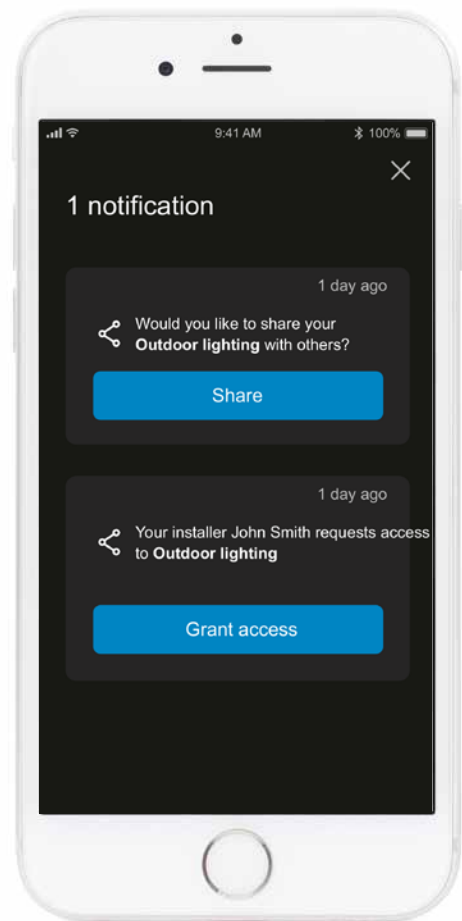 9:41 AM 100%
1 notification
1 day ago
Would you like to share your
Outdoor lighting with others?
Share
1 day ago
Your installer John Smith requests access
to Outdoor lighting
Grant access